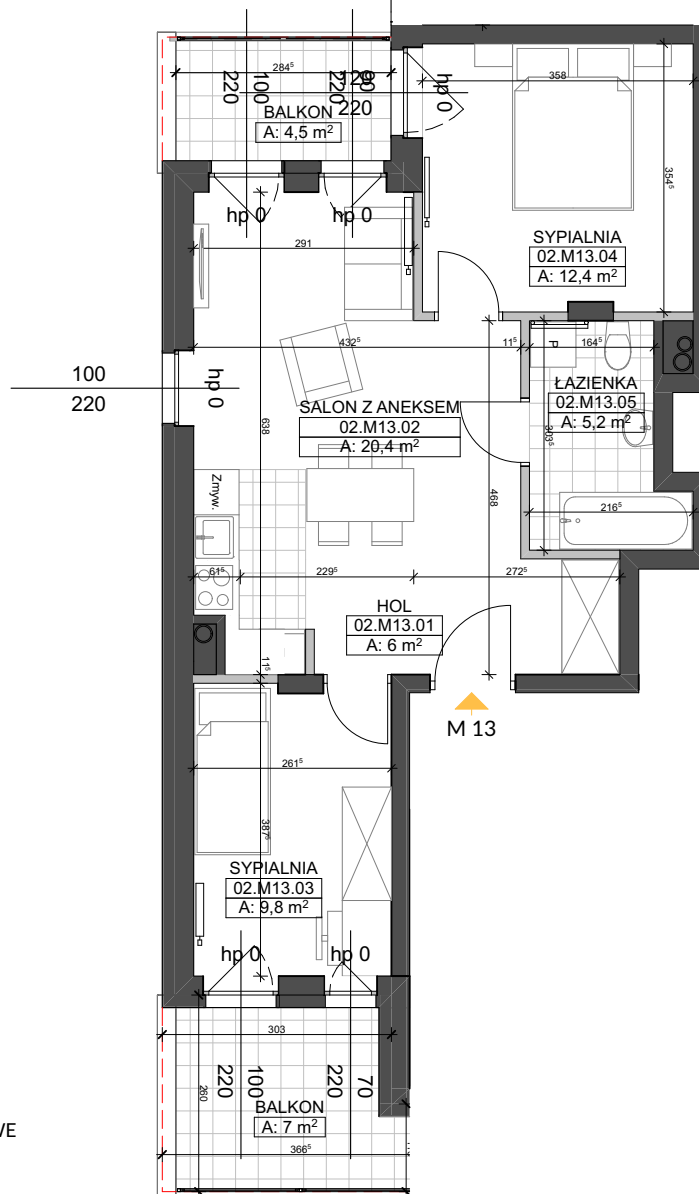 284⁵
358
220
100
220
90
120
220
hp 0
BALKON
A: 4,5 m²
hp 0
hp 0
354⁵
291
SYPIALNIA
02.M13.04
A: 12,4 m²
432⁵
11⁵
P
164⁵
100
220
hp 0
638
ŁAZIENKA
02.M13.05
A: 5,2 m²
303⁵
SALON Z ANEKSEM
02.M13.02
A: 20,4 m²
Zmyw.
468
216⁵
61⁵
229⁵
272⁵
HOL
02.M13.01
A: 6 m²
11⁵
M 13
261⁵
387⁵
SYPIALNIA
02.M13.03
A: 9,8 m²
hp 0
hp 0
303
220
100
220
70
260
BALKON
A: 7 m²
366⁵